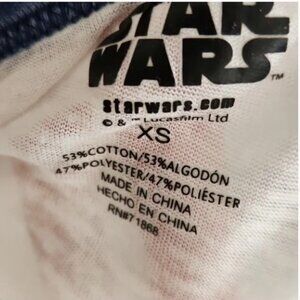 STAR
WARS™
starwars.com
© & ™ Lucasfilm Ltd
XS
53%COTTON/53%ALGODÓN
47%POLYESTER/47%POLIÉSTER
MADE IN CHINA
HECHO EN CHINA
RN#71868